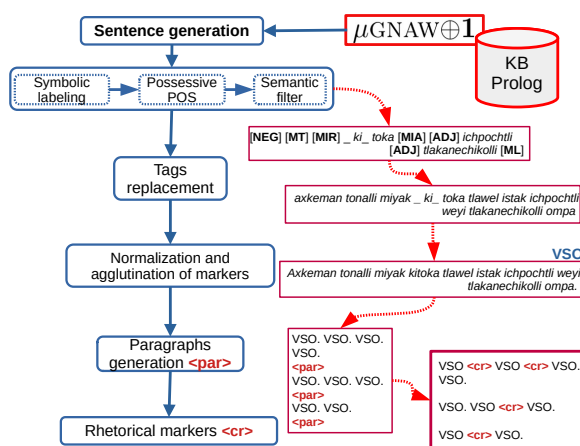 Sentence generation
μGNAW⊕1
KB
Prolog
Symbolic
labeling
Possessive
POS
Semantic
filter
[NEG] [MT] [MIR] _ ki_ toka [MIA] [ADJ] ichpochtli
[ADJ] tlakanechikolli [ML]
Tags
replacement
axkeman tonalli miyak _ ki_ toka tlawel istak ichpochtli
weyi tlakanechikolli ompa
Normalization and
agglutination of markers
VSO
Axkeman tonalli miyak kitoka tlawel istak ichpochtli weyi
tlakanechikolli ompa.
Paragraphs
generation <par>
VSO. VSO. VSO.
VSO.
<par>
VSO. VSO. VSO.
<par>
VSO. VSO.
<par>
VSO <cr> VSO <cr> VSO.
VSO.
VSO. VSO <cr> VSO.
VSO <cr> VSO.
Rhetorical markers <cr>